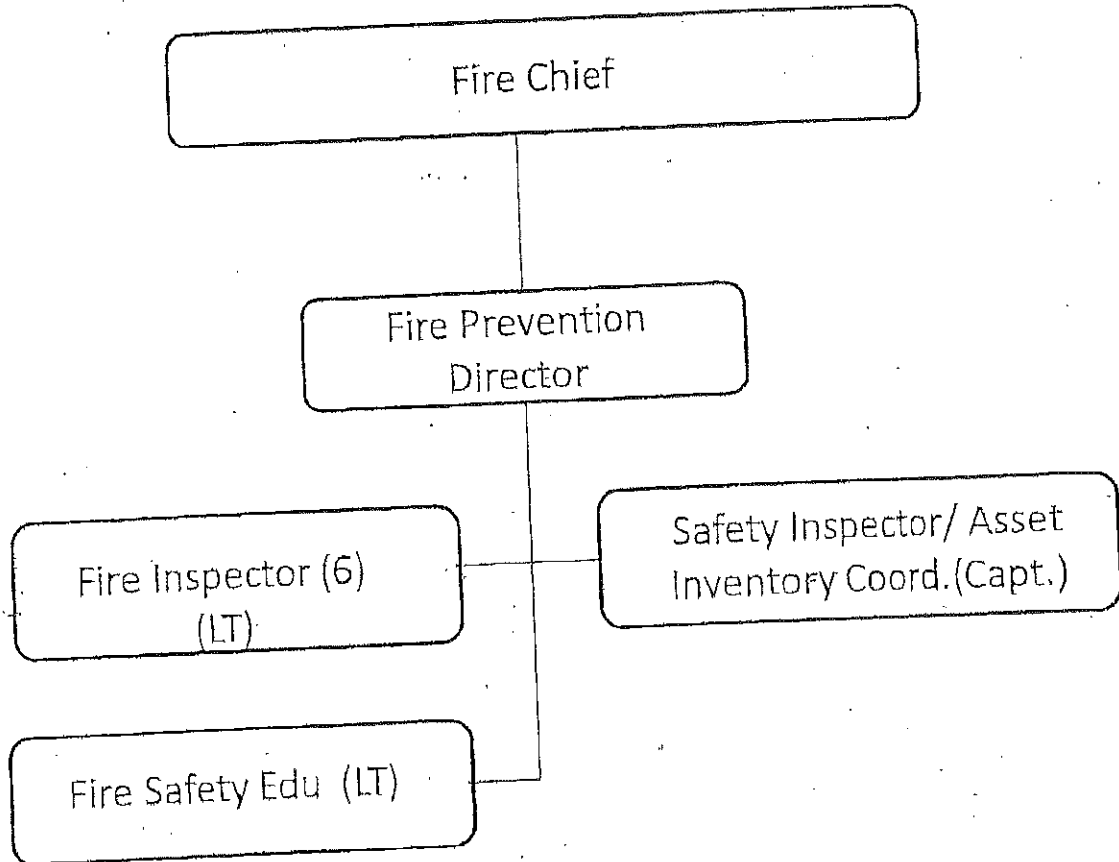 Fire Chief
Fire Prevention
Director
Fire Inspector (6)
(LT)
Safety Inspector/ Asset
Inventory Coord.(Capt.)
Fire Safety Edu (LT)